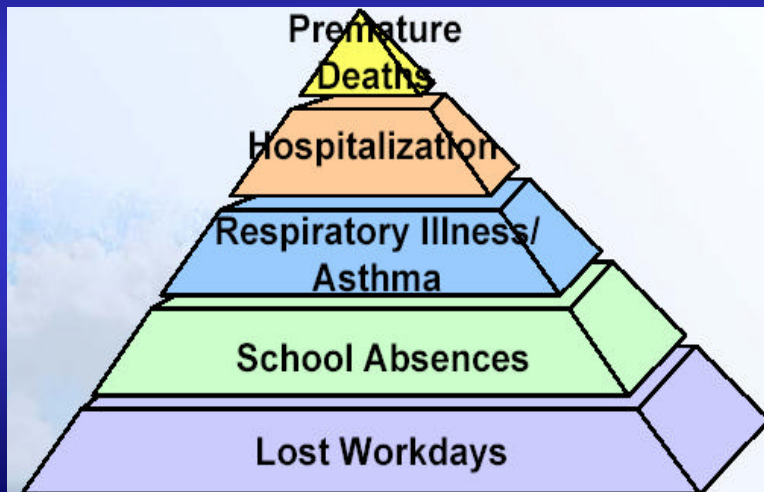 Premature
Deaths
Hospitalization
Respiratory Illness/
Asthma
School Absences
Lost Workdays